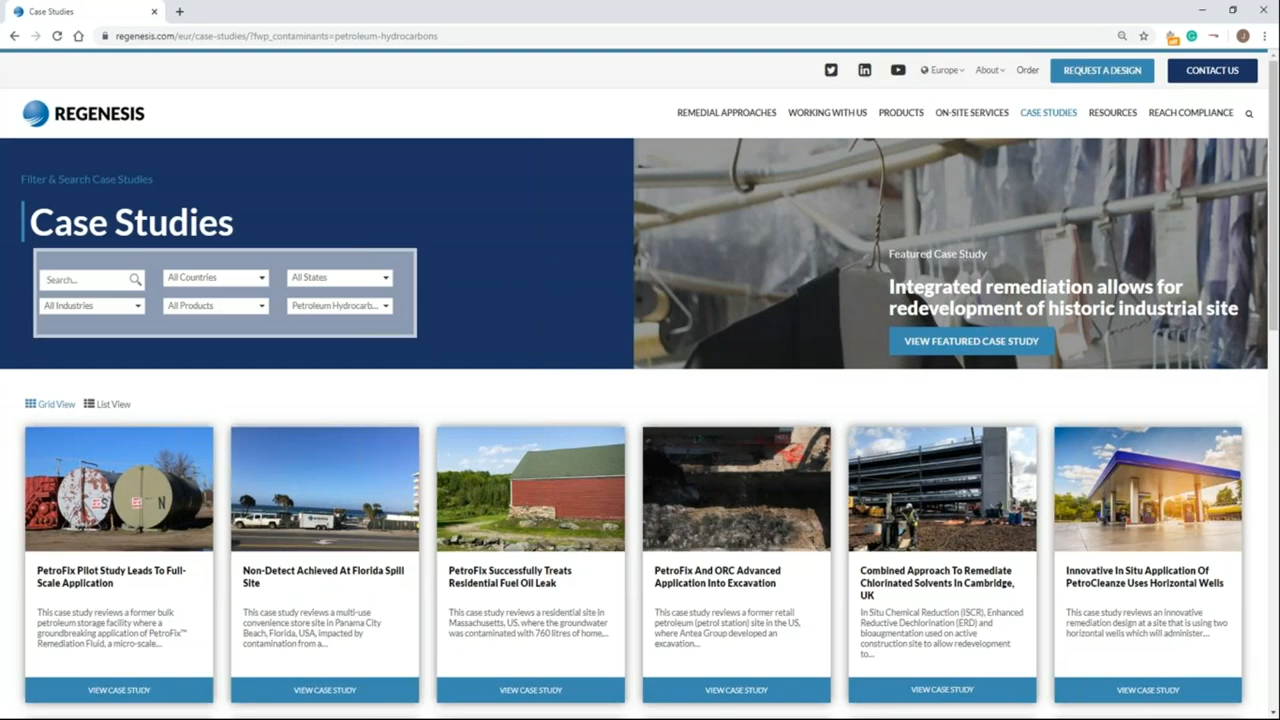 Case Studies
regenesis.com/eur/case-studies/?fwp_contaminants=petroleum-hydrocarbons
Europe
About
Order
REQUEST A DESIGN
CONTACT US
REGENESIS
REMEDIAL APPROACHES
WORKING WITH US
PRODUCTS
ON-SITE SERVICES
CASE STUDIES
RESOURCES
REACH COMPLIANCE
Filter & Search Case Studies
Case Studies
Search...
All Countries
All States
All Industries
All Products
Petroleum Hydrocarb...
Featured Case Study
Integrated remediation allows for
redevelopment of historic industrial site
VIEW FEATURED CASE STUDY
Grid View
List View
PetroFix Pilot Study Leads To Full-
Scale Application
This case study reviews a former bulk
petroleum storage facility where a
groundbreaking application of PetroFix™
Remediation Fluid, a micro-scale...
VIEW CASE STUDY
Non-Detect Achieved At Florida Spill
Site
This case study reviews a multi-use
convenience store site in Panama City
Beach, Florida, USA, impacted by
contamination from a...
VIEW CASE STUDY
PetroFix Successfully Treats
Residential Fuel Oil Leak
This case study reviews a residential site in
Massachusetts, US, where the groundwater
was contaminated with 760 litres of home,...
VIEW CASE STUDY
PetroFix And ORC Advanced
Application Into Excavation
This case study reviews a former retail
petroleum (petrol station) site in the US,
where Antea Group developed an
excavation...
VIEW CASE STUDY
Combined Approach To Remediate
Chlorinated Solvents In Cambridge,
UK
In Situ Chemical Reduction (ISCR), Enhanced
Reductive Dechlorination (ERD) and
bioaugmentation used on active
construction site to allow redevelopment
to...
VIEW CASE STUDY
Innovative In Situ Application Of
PetroCleanze Uses Horizontal Wells
This case study reviews an innovative
remediation design at a site that is using two
horizontal wells which will administer...
VIEW CASE STUDY